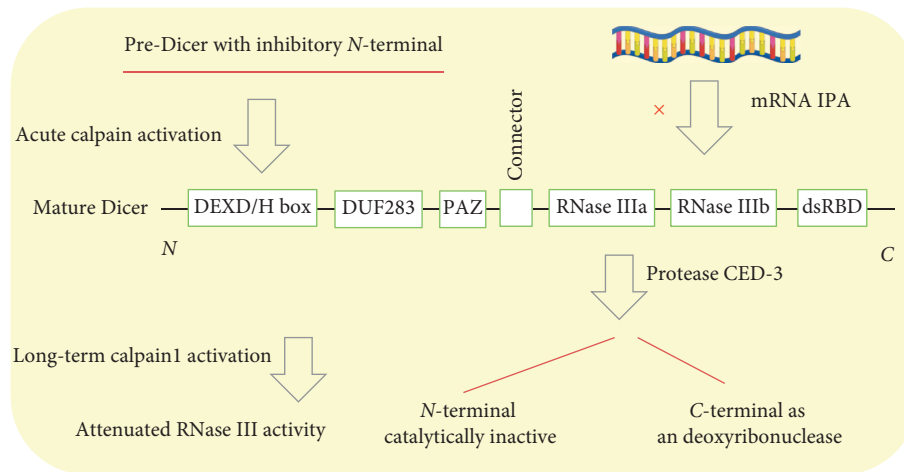 Pre-Dicer with inhibitory N-terminal
×
mRNA IPA
Acute calpain activation
Connector
Mature Dicer
DEXD/H box
DUF283
PAZ
RNase IIIa
RNase IIIb
dsRBD
N
C
Protease CED-3
Long-term calpain1 activation
Attenuated RNase III activity
N-terminal
catalytically inactive
C-terminal as
an deoxyribonuclease